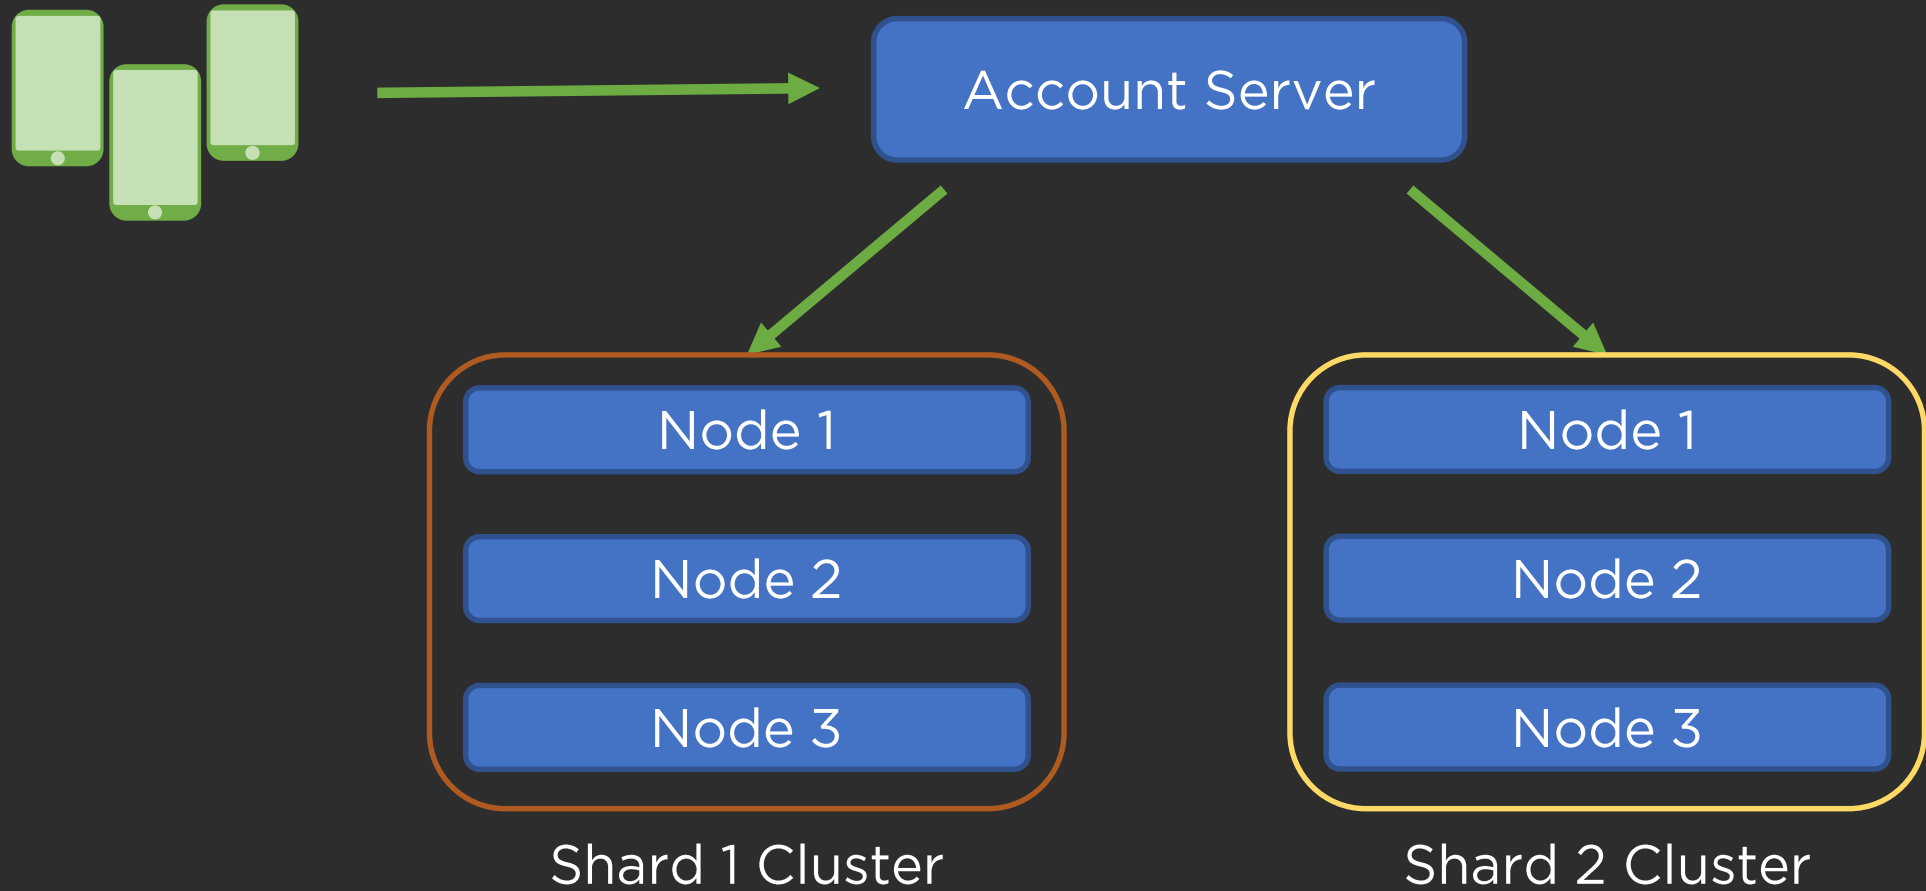 Account Server
Node 1
Node 2
Node 3
Shard 1 Cluster
Node 1
Node 2
Node 3
Shard 2 Cluster